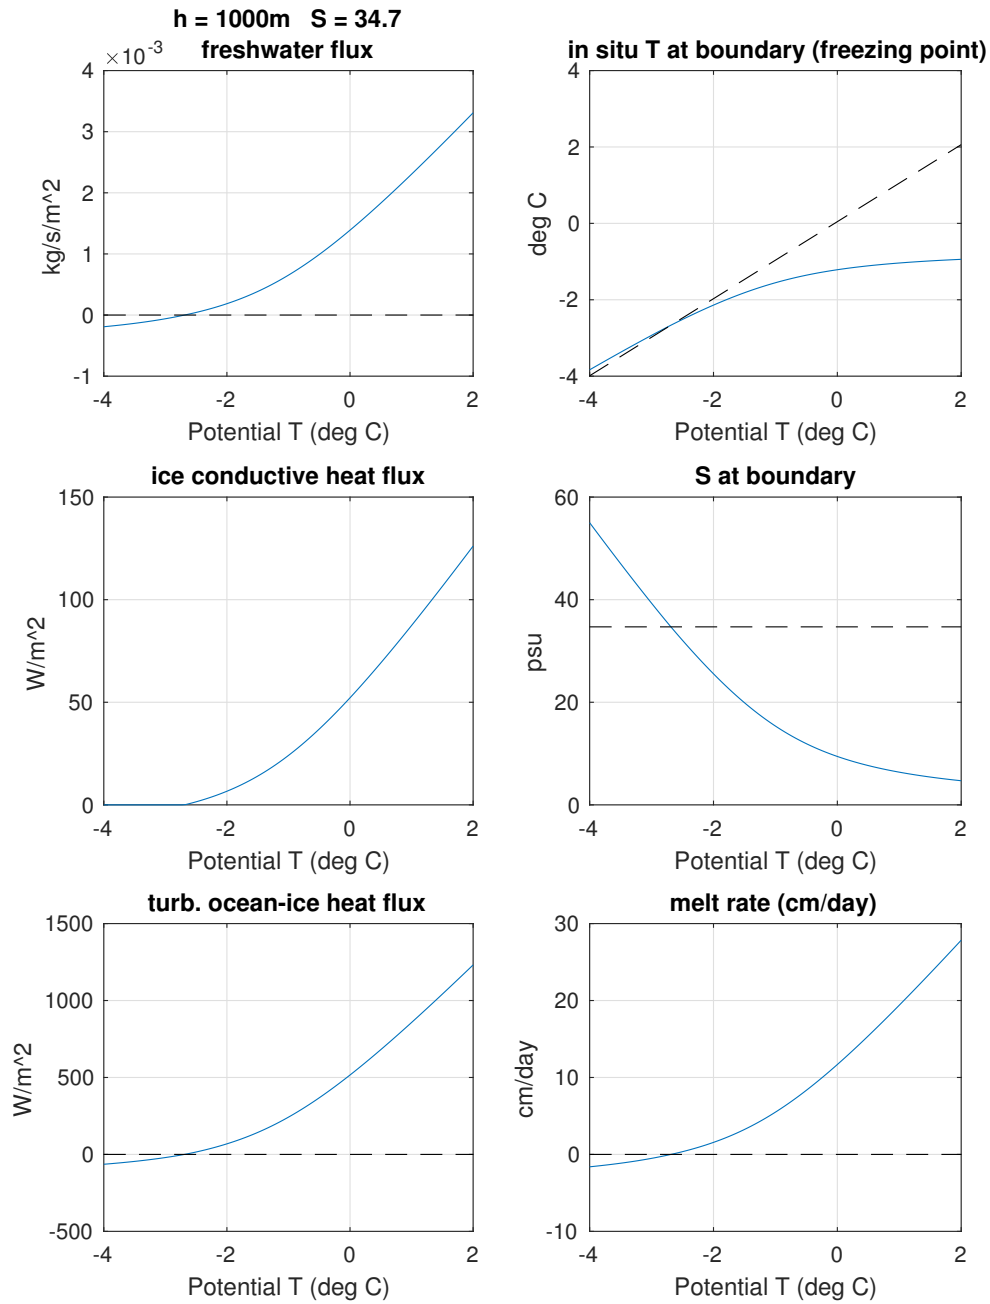 h = 1000m   S = 34.7
freshwater flux
×10^-3
4
3
2
1
0
-1
kg/s/m^2
-4 -2 0 2
Potential T (deg C)
in situ T at boundary (freezing point)
4
2
0
-2
-4
deg C
-4 -2 0 2
Potential T (deg C)
ice conductive heat flux
150
100
50
0
W/m^2
-4 -2 0 2
Potential T (deg C)
S at boundary
60
40
20
0
psu
-4 -2 0 2
Potential T (deg C)
turb. ocean-ice heat flux
1500
1000
500
0
-500
W/m^2
-4 -2 0 2
Potential T (deg C)
melt rate (cm/day)
30
20
10
0
-10
cm/day
-4 -2 0 2
Potential T (deg C)